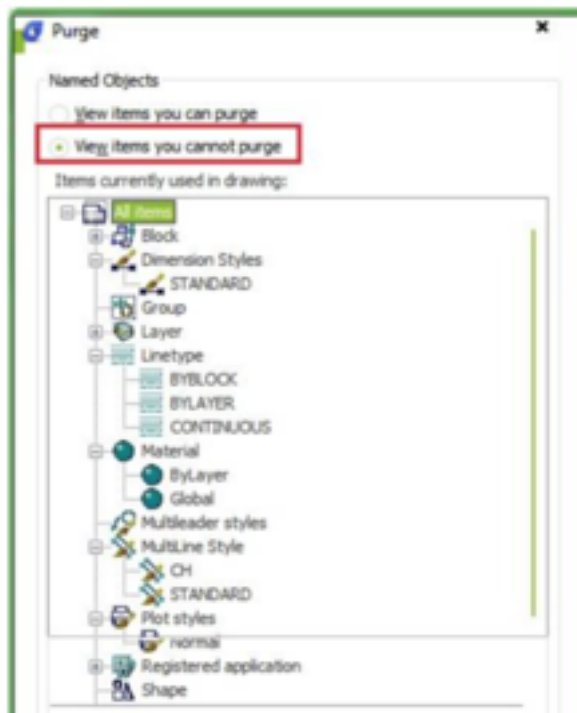 Purge
Named Objects
View items you can purge
View items you cannot purge
Items currently used in drawing:
All items
Block
Dimension Styles
STANDARD
Group
Layer
Linetype
BYBLOCK
BYLAYER
CONTINUOUS
Material
ByLayer
Global
Multileader styles
MultiLine Style
CH
STANDARD
Plot styles
Normal
Registered application
Shape